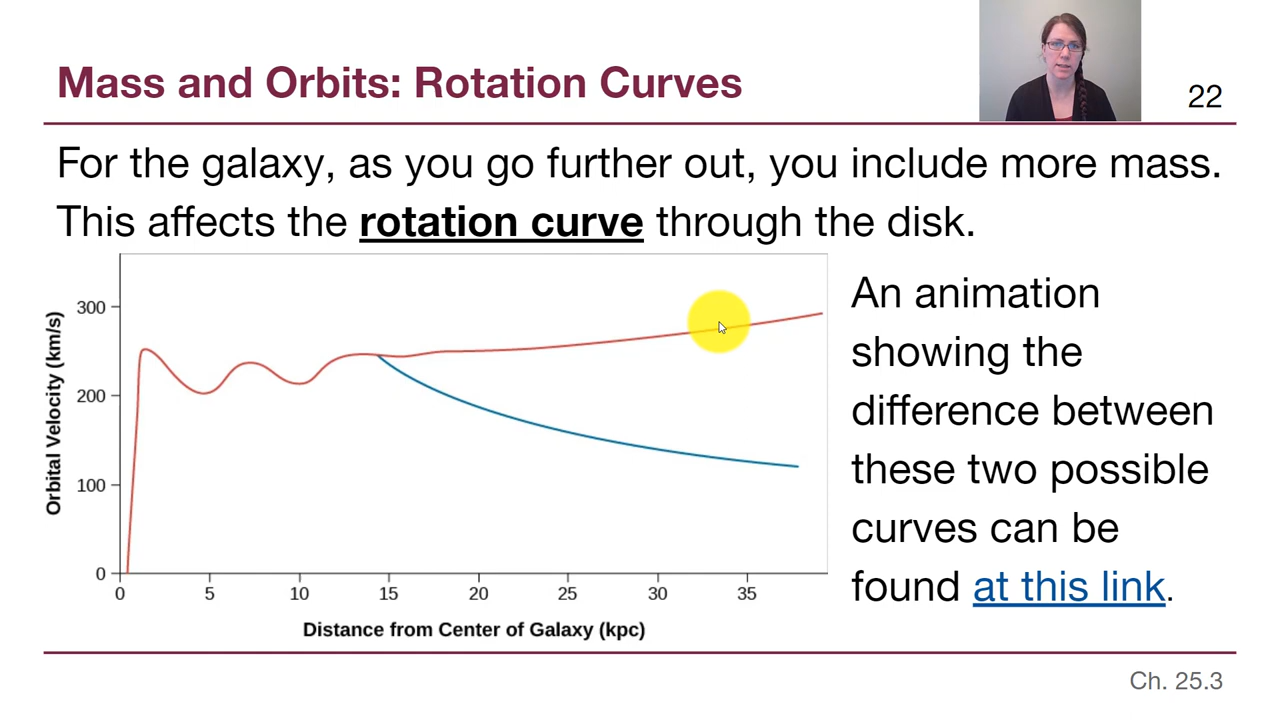 Mass and Orbits: Rotation Curves
22
For the galaxy, as you go further out, you include more mass.
This affects the rotation curve through the disk.
Orbital Velocity (km/s)
300
200
100
0
0 5 10 15 20 25 30 35
Distance from Center of Galaxy (kpc)
An animation
showing the
difference between
these two possible
curves can be
found at this link.
Ch. 25.3